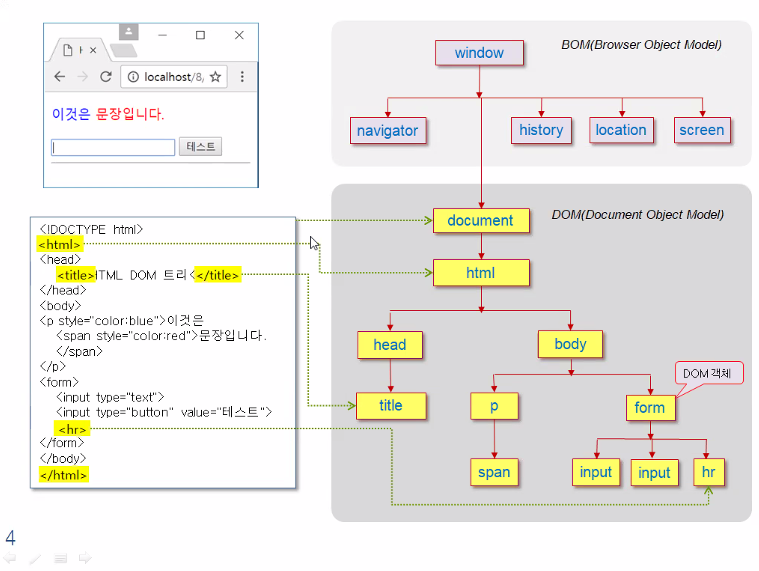 localhost/8,
이것은 문장입니다.
테스트
<!DOCTYPE html>
<html>
<head>
<title>HTML DOM 트리</title>
</head>
<body>
<p style="color:blue">이것은
<span style="color:red">문장입니다.
</span>
</p>
<form>
<input type="text">
<input type="button" value="테스트">
<hr>
</form>
</body>
</html>
BOM(Browser Object Model)
window
navigator
history
location
screen
DOM(Document Object Model)
document
html
head
body
DOM 객체
title
p
form
span
input
input
hr
4